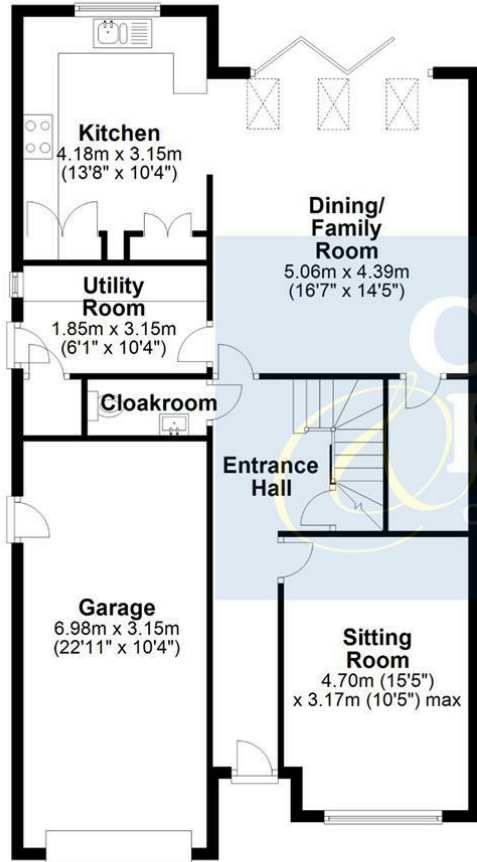 Kitchen
4.18m x 3.15m
(13'8" x 10'4")
Dining/
Family
Room
5.06m x 4.39m
(16'7" x 14'5")
Utility
Room
1.85m x 3.15m
(6'1" x 10'4")
Cloakroom
Entrance
Hall
Garage
6.98m x 3.15m
(22'11" x 10'4")
Sitting
Room
4.70m (15'5")
x 3.17m (10'5") max